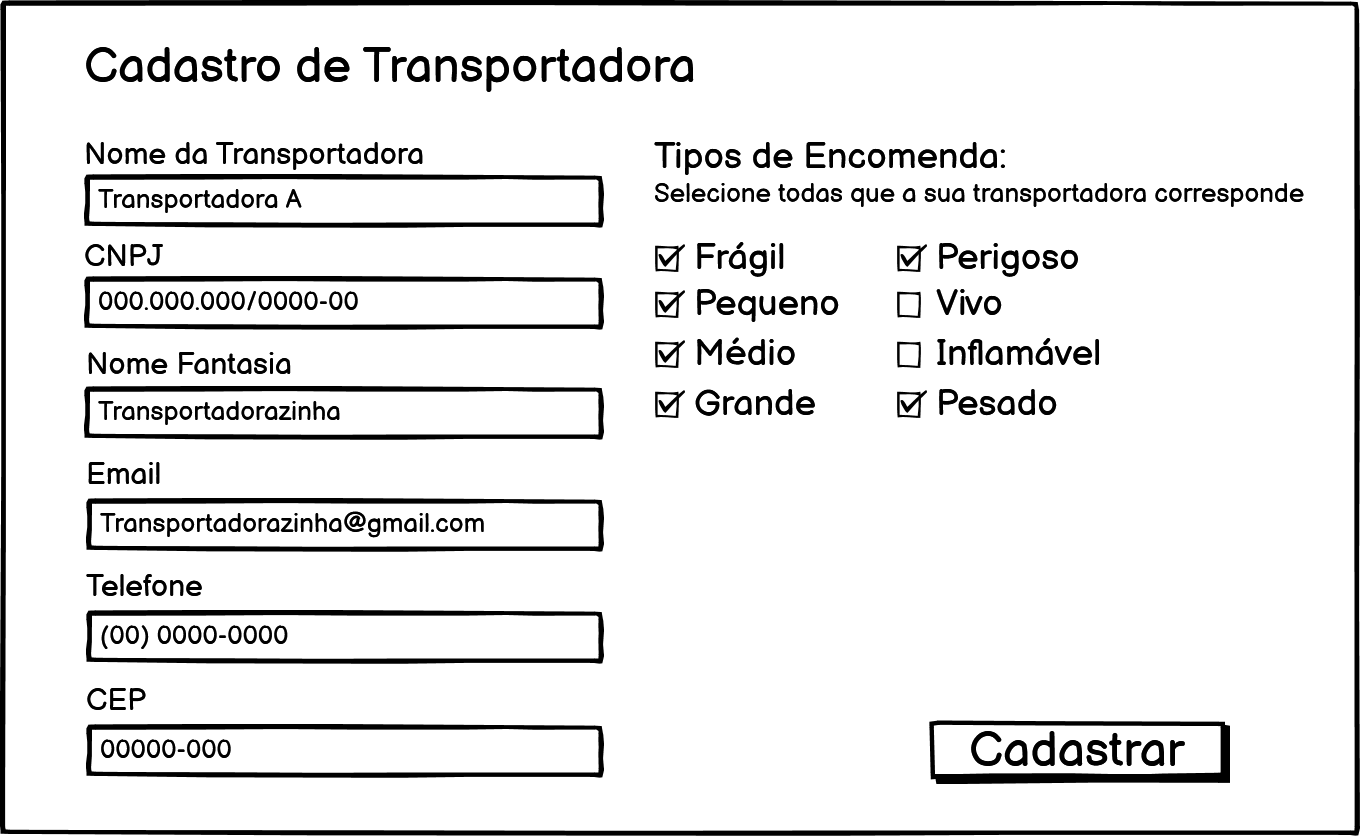 Cadastro de Transportadora
Nome da Transportadora
Transportadora A
CNPJ
000.000.000/0000-00
Nome Fantasia
Transportadorazinha
Email
Transportadorazinha@gmail.com
Telefone
(00) 0000-0000
CEP
00000-000
Tipos de Encomenda:
Selecione todas que a sua transportadora corresponde
Frágil
Pequeno
Médio
Grande
Perigoso
Vivo
Inflamável
Pesado
Cadastrar